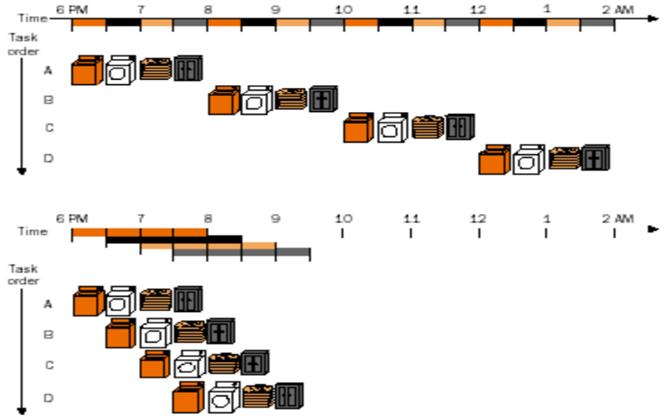 6 PM 7 8 9 10 11 12 1 2 AM
Time
Task
order
A
B
C
D
6 PM 7 8 9 10 11 12 1 2 AM
Time
Task
order
A
B
C
D